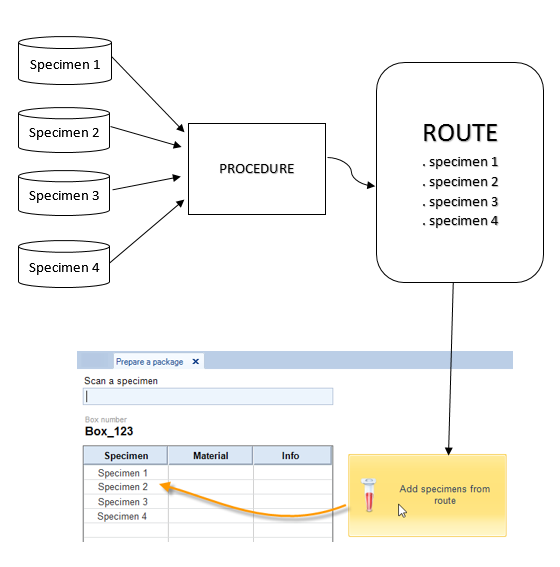 Specimen 1
Specimen 2
Specimen 3
Specimen 4
PROCEDURE
ROUTE
. specimen 1
. specimen 2
. specimen 3
. specimen 4
Prepare a package x
Scan a specimen
Box number
Box_123
Specimen Material Info
Specimen 1
Specimen 2
Specimen 3
Specimen 4
Add specimens from
route